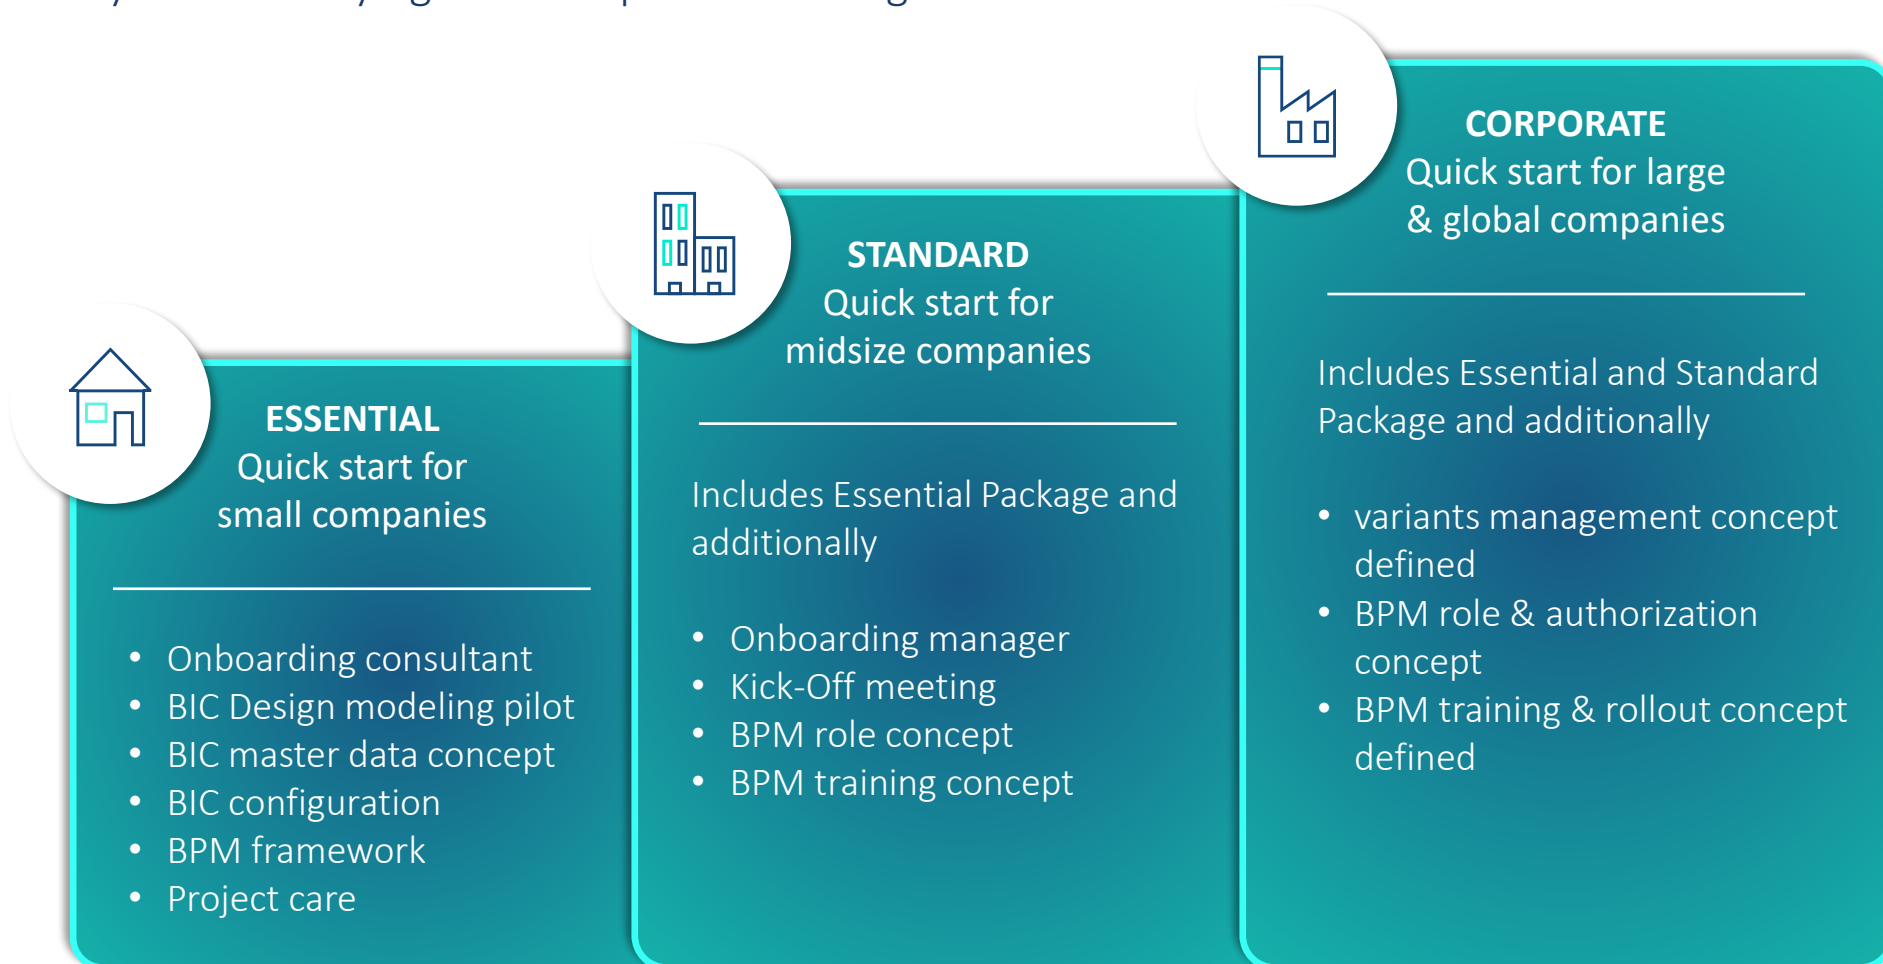 ESSENTIAL
Quick start for
small companies
• Onboarding consultant
• BIC Design modeling pilot
• BIC master data concept
• BIC configuration
• BPM framework
• Project care
STANDARD
Quick start for
midsize companies
Includes Essential Package and
additionally
• Onboarding manager
• Kick-Off meeting
• BPM role concept
• BPM training concept
CORPORATE
Quick start for large
& global companies
Includes Essential and Standard
Package and additionally
• variants management concept
defined
• BPM role & authorization
concept
• BPM training & rollout concept
defined